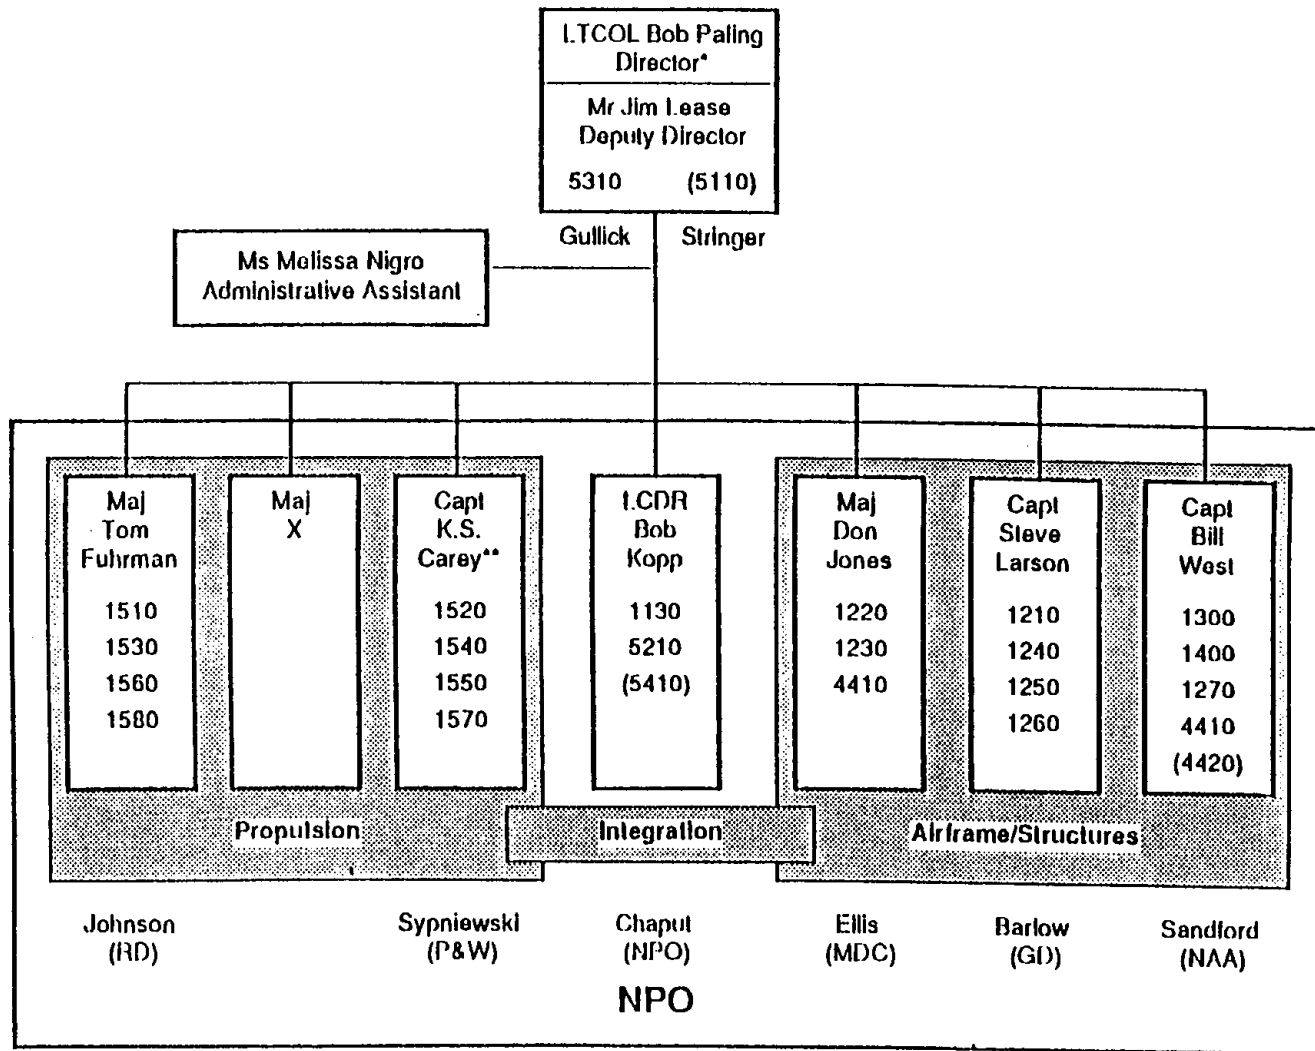 LTCOL Bob Paling
Director*
Mr Jim Lease
Deputy Director
5310 (5110)
Gullick Stringer
Ms Melissa Nigro
Administrative Assistant
Maj
Tom
Fuhrman
1510
1530
1560
1580
Maj
X
Capt
K.S.
Carey**
1520
1540
1550
1570
LCDR
Bob
Kopp
1130
5210
(5410)
Maj
Don
Jones
1220
1230
4410
Capt
Steve
Larson
1210
1240
1250
1260
Capt
Bill
West
1300
1400
1270
4410
(4420)
Propulsion
Integration
Airframe/Structures
Johnson
(RD)
Sypniewski
(P&W)
Chaput
(NPO)
Ellis
(MDC)
Barlow
(GD)
Sandford
(NAA)
NPO